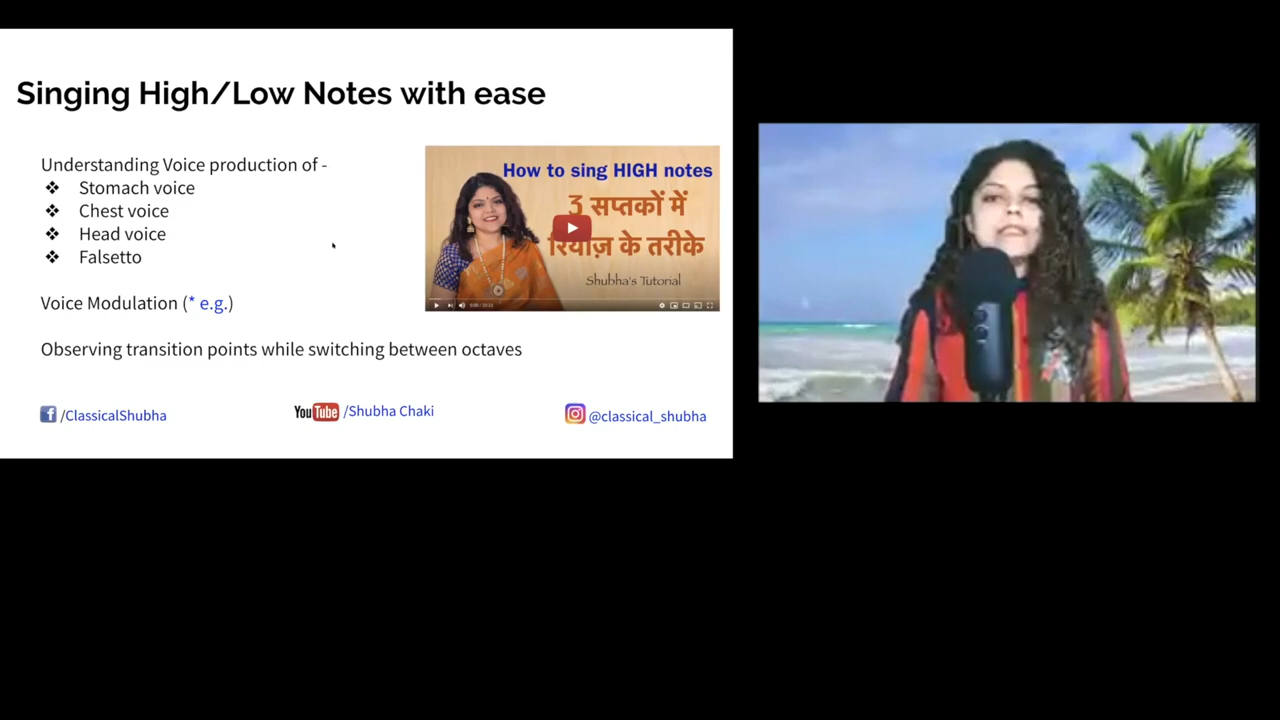 Singing High/Low Notes with ease
Understanding Voice production of -
❖ Stomach voice
❖ Chest voice
❖ Head voice
❖ Falsetto
Voice Modulation (* e.g.)
Observing transition points while switching between octaves
How to sing HIGH notes
3 सप्तकों में
रियाज़ के तरीके
Shubha's Tutorial
/ClassicalShubha
YouTube /Shubha Chaki
@classical_shubha